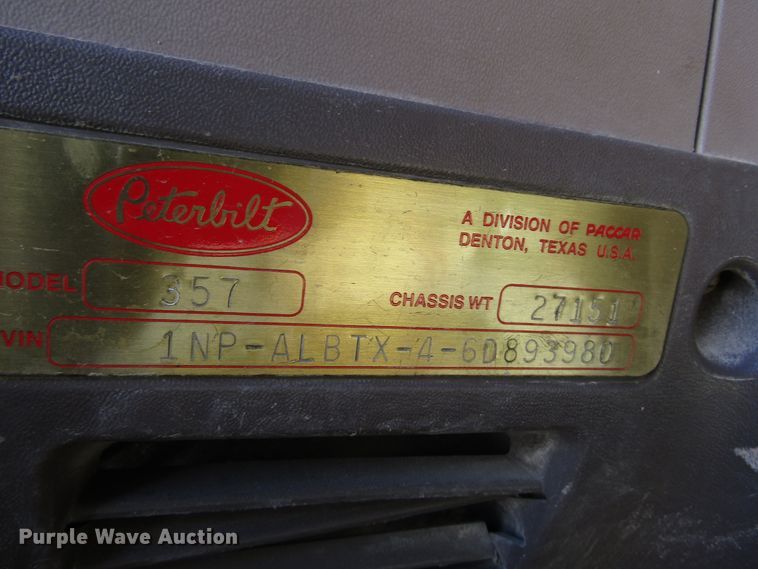 Peterbilt
A DIVISION OF PACCAR
DENTON, TEXAS U.S.A.
MODEL 357
CHASSIS WT 27151
VIN 1NP-ALBTX-4-6D893980
Purple Wave Auction®